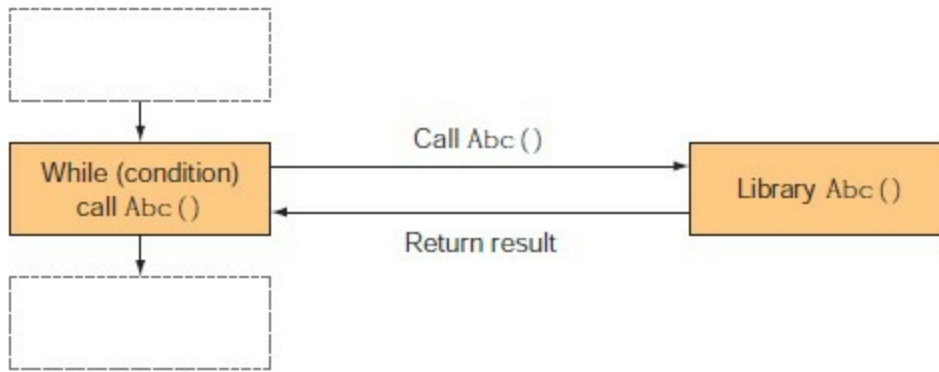 Call Abc()
While (condition)
call Abc()
Library Abc()
Return result